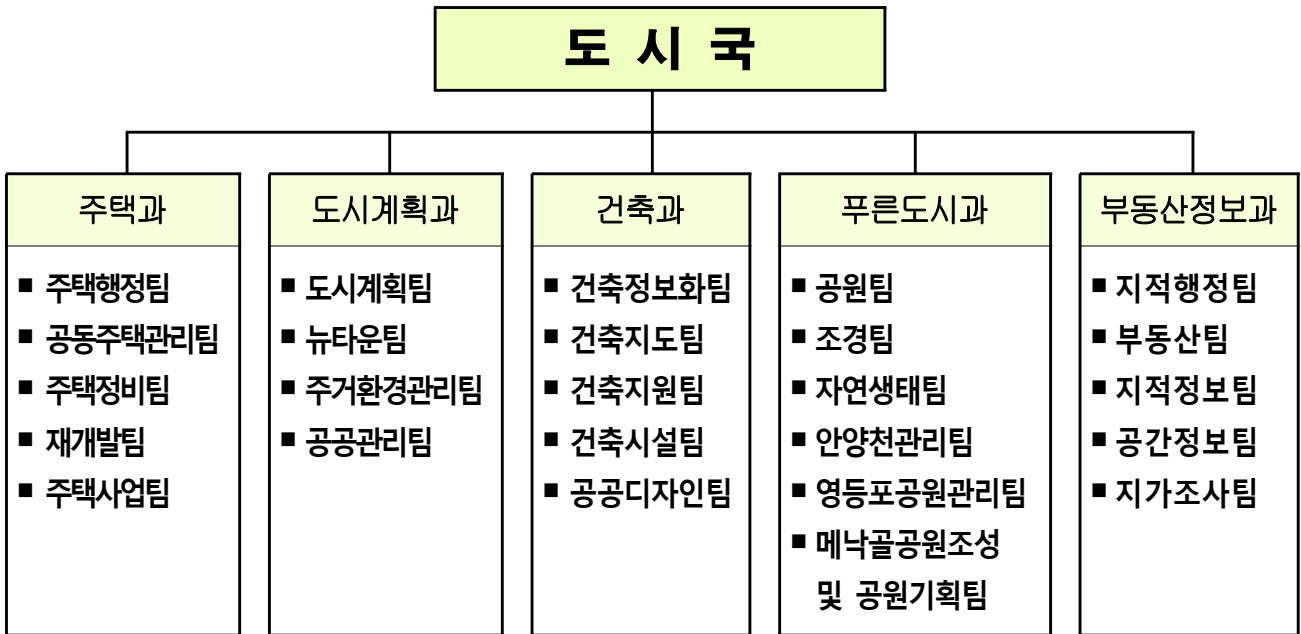 도 시 국
주택과
■ 주택행정팀
■ 공동주택관리팀
■ 주택정비팀
■ 재개발팀
■ 주택사업팀
도시계획과
■ 도시계획팀
■ 뉴타운팀
■ 주거환경관리팀
■ 공공관리팀
건축과
■ 건축정보화팀
■ 건축지도팀
■ 건축지원팀
■ 건축시설팀
■ 공공디자인팀
푸른도시과
■ 공원팀
■ 조경팀
■ 자연생태팀
■ 안양천관리팀
■ 영등포공원관리팀
■ 메낙골공원조성
및 공원기획팀
부동산정보과
■ 지적행정팀
■ 부동산팀
■ 지적정보팀
■ 공간정보팀
■ 지가조사팀